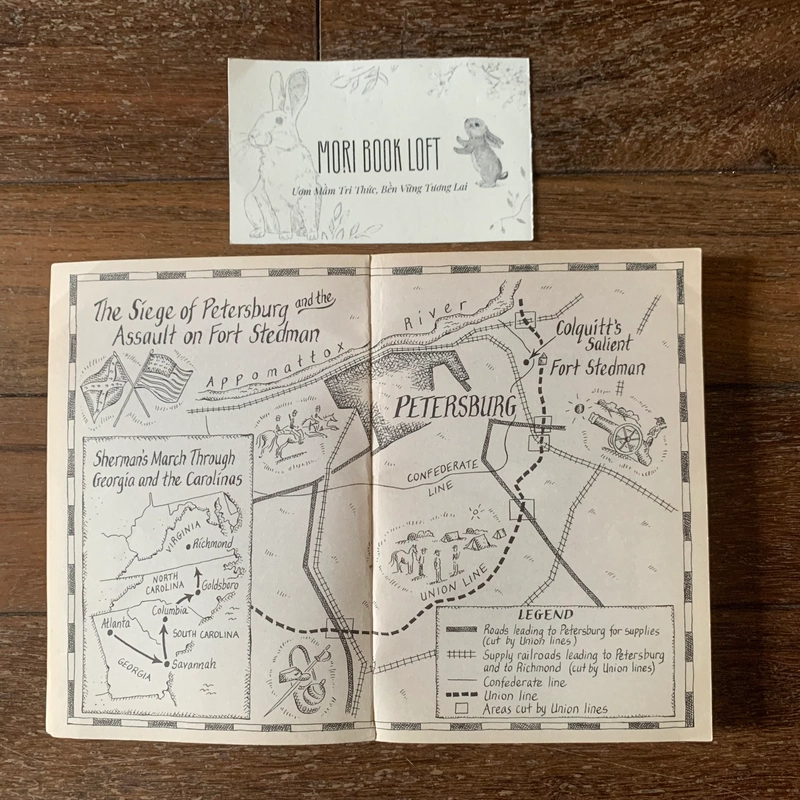 MORI BOOK LOFT
Ươm Mầm Tri Thức, Bền Vững Tương Lai
The Siege of Petersburg and the
Assault on Fort Stedman
Appomattox River
Colquitt's
Salient
Fort Stedman
PETERSBURG
CONFEDERATE
LINE
UNION LINE
Sherman's March Through
Georgia and the Carolinas
VIRGINIA
Richmond
NORTH
CAROLINA
Goldsboro
Columbia
Atlanta
SOUTH CAROLINA
GEORGIA
Savannah
LEGEND
Roads leading to Petersburg for supplies
(cut by Union lines)
Supply railroads leading to Petersburg
and to Richmond (cut by Union lines)
Confederate line
Union line
Areas cut by Union lines